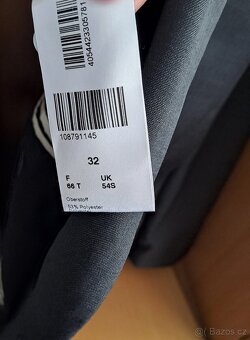 4054423305781
108791145
32
F UK
66 T 54S
Oberstoff
53% Polyester
Bazos.cz